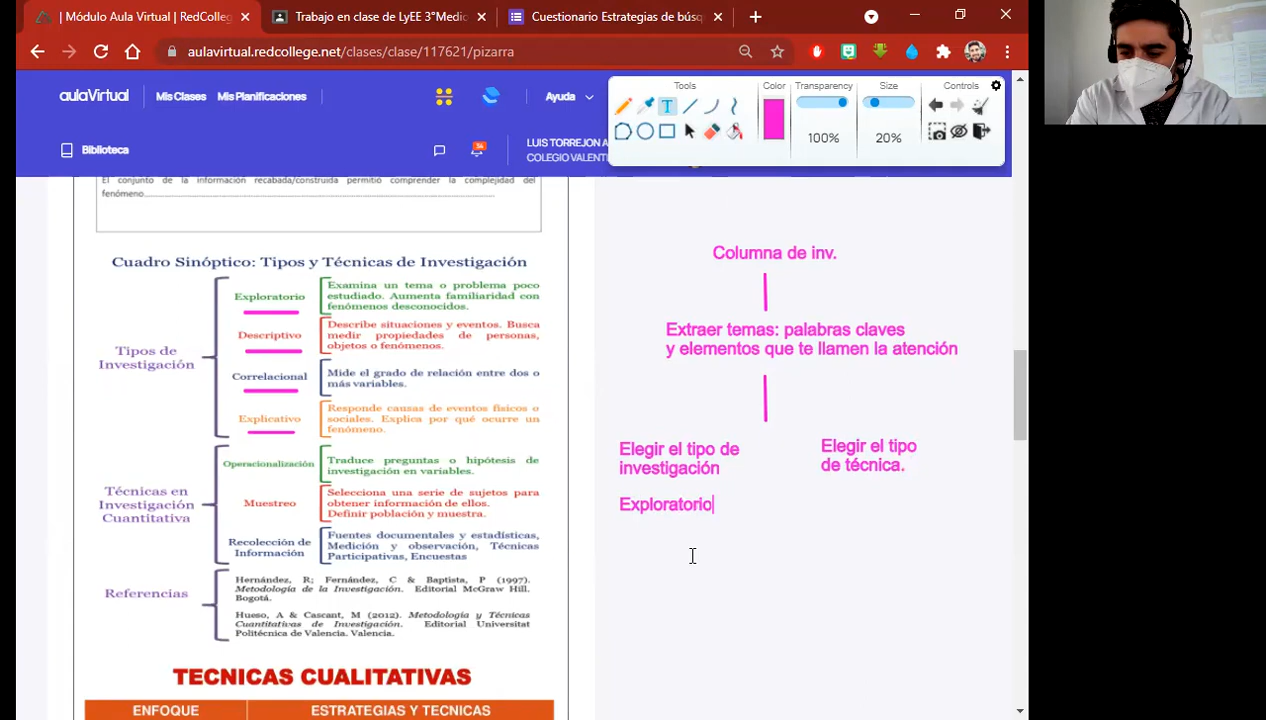 | Módulo Aula Virtual | RedColleg
Trabajo en clase de LyEE 3°Medio
Cuestionario Estrategias de búsqu
aulavirtual.redcollege.net/clases/clase/117621/pizarra
aulaVirtual
Mis Clases
Mis Planificaciones
Ayuda
Tools
Color
Transparency
Size
Controls
100%
20%
Biblioteca
LUIS TORREJON A
COLEGIO VALENTI
El conjunto de la información recabada/construida permitió comprender la complejidad del
fenómeno
Cuadro Sinóptico: Tipos y Técnicas de Investigación
Tipos de
Investigación
Exploratorio
Examina un tema o problema poco
estudiado. Aumenta familiaridad con
fenómenos desconocidos.
Descriptivo
Describe situaciones y eventos. Busca
medir propiedades de personas,
objetos o fenómenos.
Correlacional
Mide el grado de relación entre dos o
más variables.
Explicativo
Responde causas de eventos físicos o
sociales. Explica por qué ocurre un
fenómeno.
Técnicas en
Investigación
Cuantitativa
Operacionalización
Traduce preguntas o hipótesis de
investigación en variables.
Muestreo
Selecciona una serie de sujetos para
obtener información de ellos.
Definir población y muestra.
Recolección de
Información
Fuentes documentales y estadísticas,
Medición y observación, Técnicas
Participativas, Encuestas
Referencias
Hernández, R; Fernández, C & Baptista, P (1997).
Metodología de la Investigación. Editorial McGraw Hill.
Bogotá.
Hueso, A & Cascant, M (2012). Metodología y Técnicas
Cuantitativas de Investigación. Editorial Universitat
Politécnica de Valencia. Valencia.
TECNICAS CUALITATIVAS
ENFOQUE
ESTRATEGIAS Y TECNICAS
Columna de inv.
Extraer temas: palabras claves
y elementos que te llamen la atención
Elegir el tipo de
investigación
Elegir el tipo
de técnica.
Exploratorio